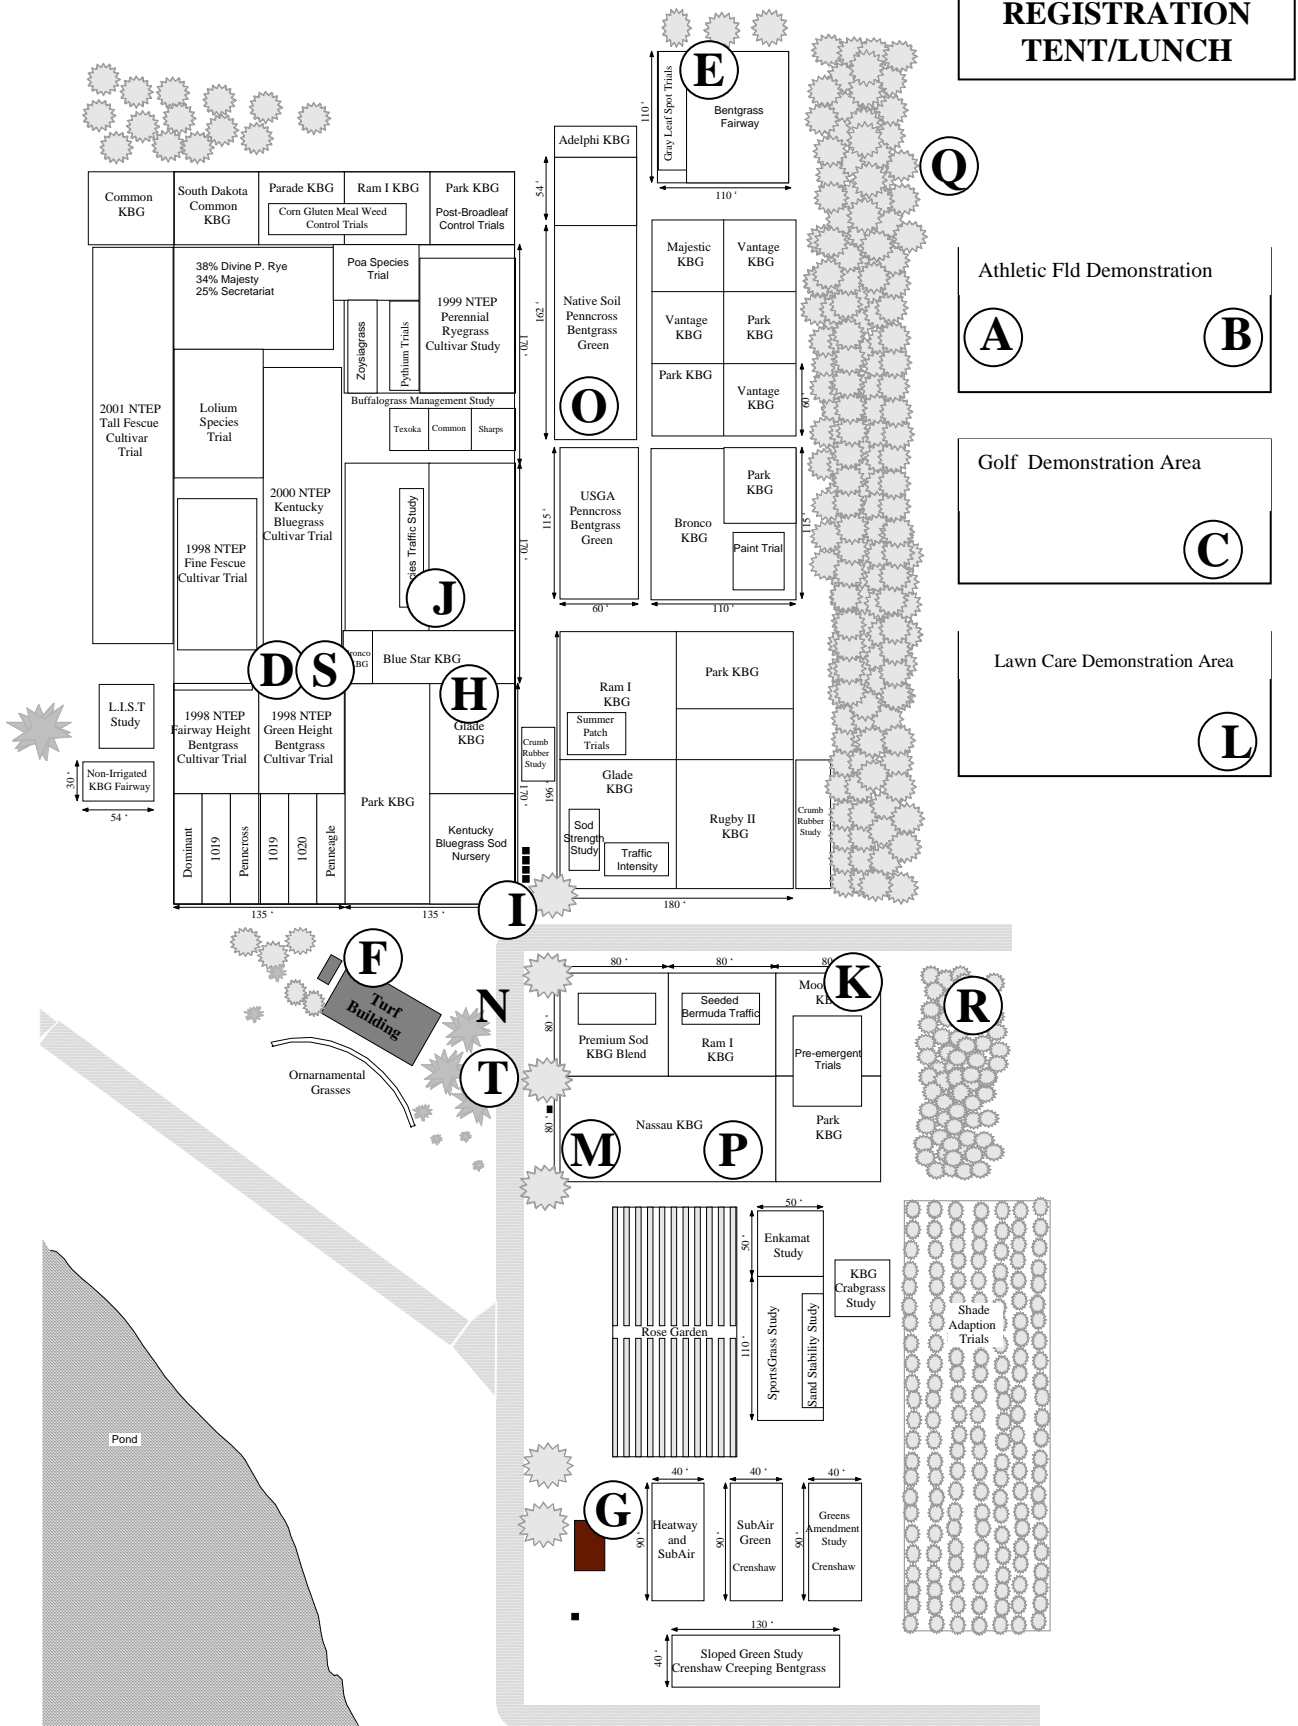 REGISTRATION
TENT/LUNCH
E
Gray Leaf Spot Trials
Bentgrass
Fairway
110 ‘
110 ‘
Q
Adelphi KBG
54 ‘
Common
KBG
South Dakota
Common
KBG
Parade KBG
Ram I KBG
Corn Gluten Meal Weed
Control Trials
Park KBG
Post-Broadleaf
Control Trials
38% Divine P. Rye
34% Majesty
25% Secretariat
Poa Species
Trial
Zoysiagrass
Pythium Trials
1999 NTEP
Perennial
Ryegrass
Cultivar Study
170 ‘
162 ‘
Native Soil
Penncross
Bentgrass
Green
O
Majestic
KBG
Vantage
KBG
Vantage
KBG
Park
KBG
Park KBG
Vantage
KBG
60 ‘
Athletic Fld Demonstration
A
B
2001 NTEP
Tall Fescue
Cultivar
Trial
Lolium
Species
Trial
Buffalograss Management Study
Texoka
Common
Sharps
Golf Demonstration Area
C
2000 NTEP
Kentucky
Bluegrass
Cultivar Trial
1998 NTEP
Fine Fescue
Cultivar Trial
cies Traffic Study
J
170 ‘
115 ‘
USGA
Penncross
Bentgrass
Green
60 ‘
Bronco
KBG
Park
KBG
Paint Trial
115 ‘
110 ‘
Lawn Care Demonstration Area
L
D
S
ronco
KBG
Blue Star KBG
H
L.I.S.T
Study
Non-Irrigated
KBG Fairway
30 ‘
54 ‘
1998 NTEP
Fairway Height
Bentgrass
Cultivar Trial
1998 NTEP
Green Height
Bentgrass
Cultivar Trial
Glade
KBG
Park KBG
Kentucky
Bluegrass Sod
Nursery
170 ‘
Dominant
1019
Penncross
1019
1020
Penneagle
135 ‘
135 ‘
Crumb
Rubber
Study
196 ‘
Ram I
KBG
Summer
Patch
Trials
Park KBG
Glade
KBG
Sod
Strength
Study
Traffic
Intensity
Rugby II
KBG
Crumb
Rubber
Study
180 ‘
I
F
Turf
Building
N
T
Ornarnamental
Grasses
80 ‘
80 ‘
80
80 ‘
Premium Sod
KBG Blend
Seeded
Bermuda Traffic
Ram I
KBG
K
Pre-emergent
Trials
R
80 ‘
M
Nassau KBG
P
Park
KBG
50 ‘
50 ‘
Enkamat
Study
KBG
Crabgrass
Study
Rose Garden
110 ‘
SportsGrass Study
Sand Stability Study
Shade
Adaption
Trials
Pond
G
40 ‘
40 ‘
40 ‘
90 ‘
Heatway
and
SubAir
90 ‘
SubAir
Green
Crenshaw
90 ‘
Greens
Amendment
Study
Crenshaw
130 ‘
40 ‘
Sloped Green Study
Crenshaw Creeping Bentgrass